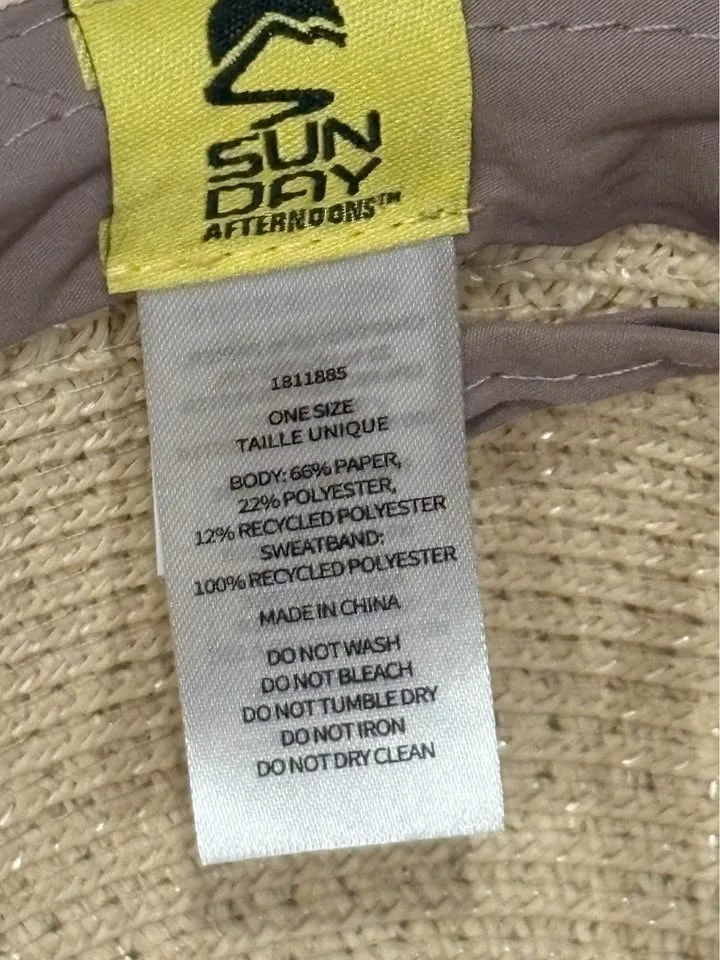 SUN
DAY
AFTERNOONS™
1811885
ONE SIZE
TAILLE UNIQUE
BODY: 66% PAPER,
22% POLYESTER,
12% RECYCLED POLYESTER
SWEATBAND:
100% RECYCLED POLYESTER
MADE IN CHINA
DO NOT WASH
DO NOT BLEACH
DO NOT TUMBLE DRY
DO NOT IRON
DO NOT DRY CLEAN